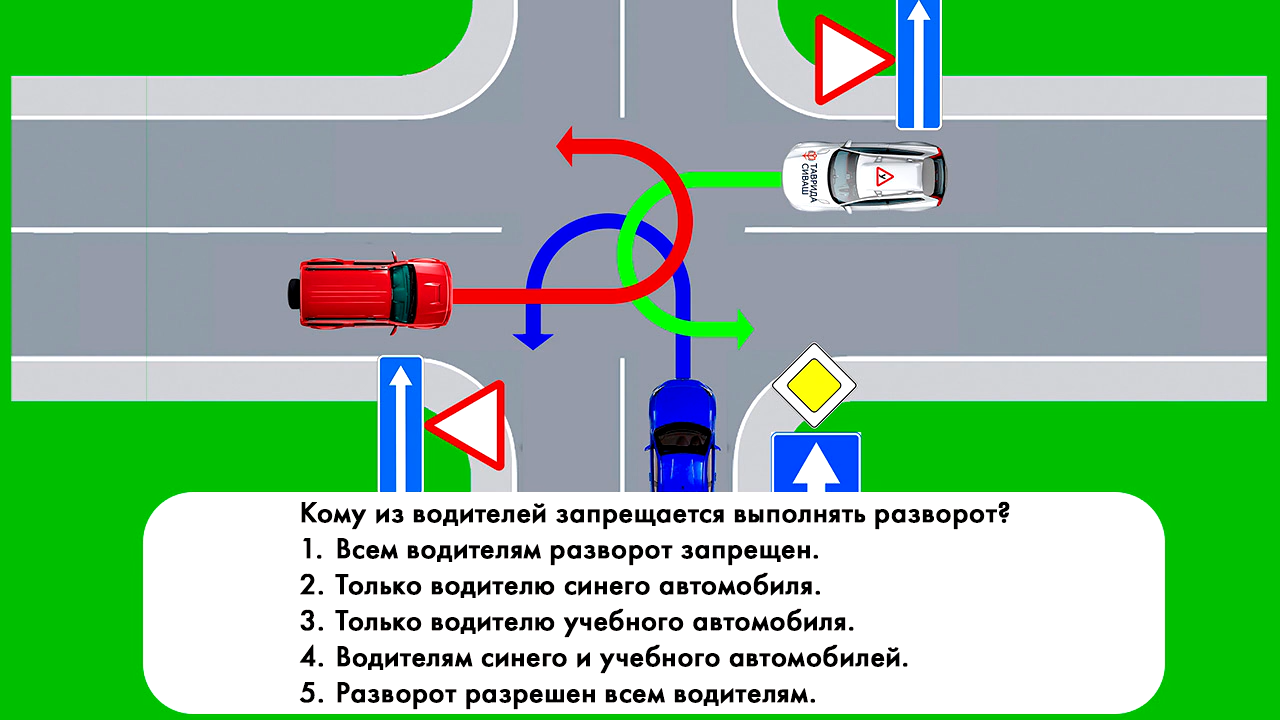 ТАВРИДА
СИВАШ
У
Кому из водителей запрещается выполнять разворот?
1. Всем водителям разворот запрещен.
2. Только водителю синего автомобиля.
3. Только водителю учебного автомобиля.
4. Водителям синего и учебного автомобилей.
5. Разворот разрешен всем водителям.